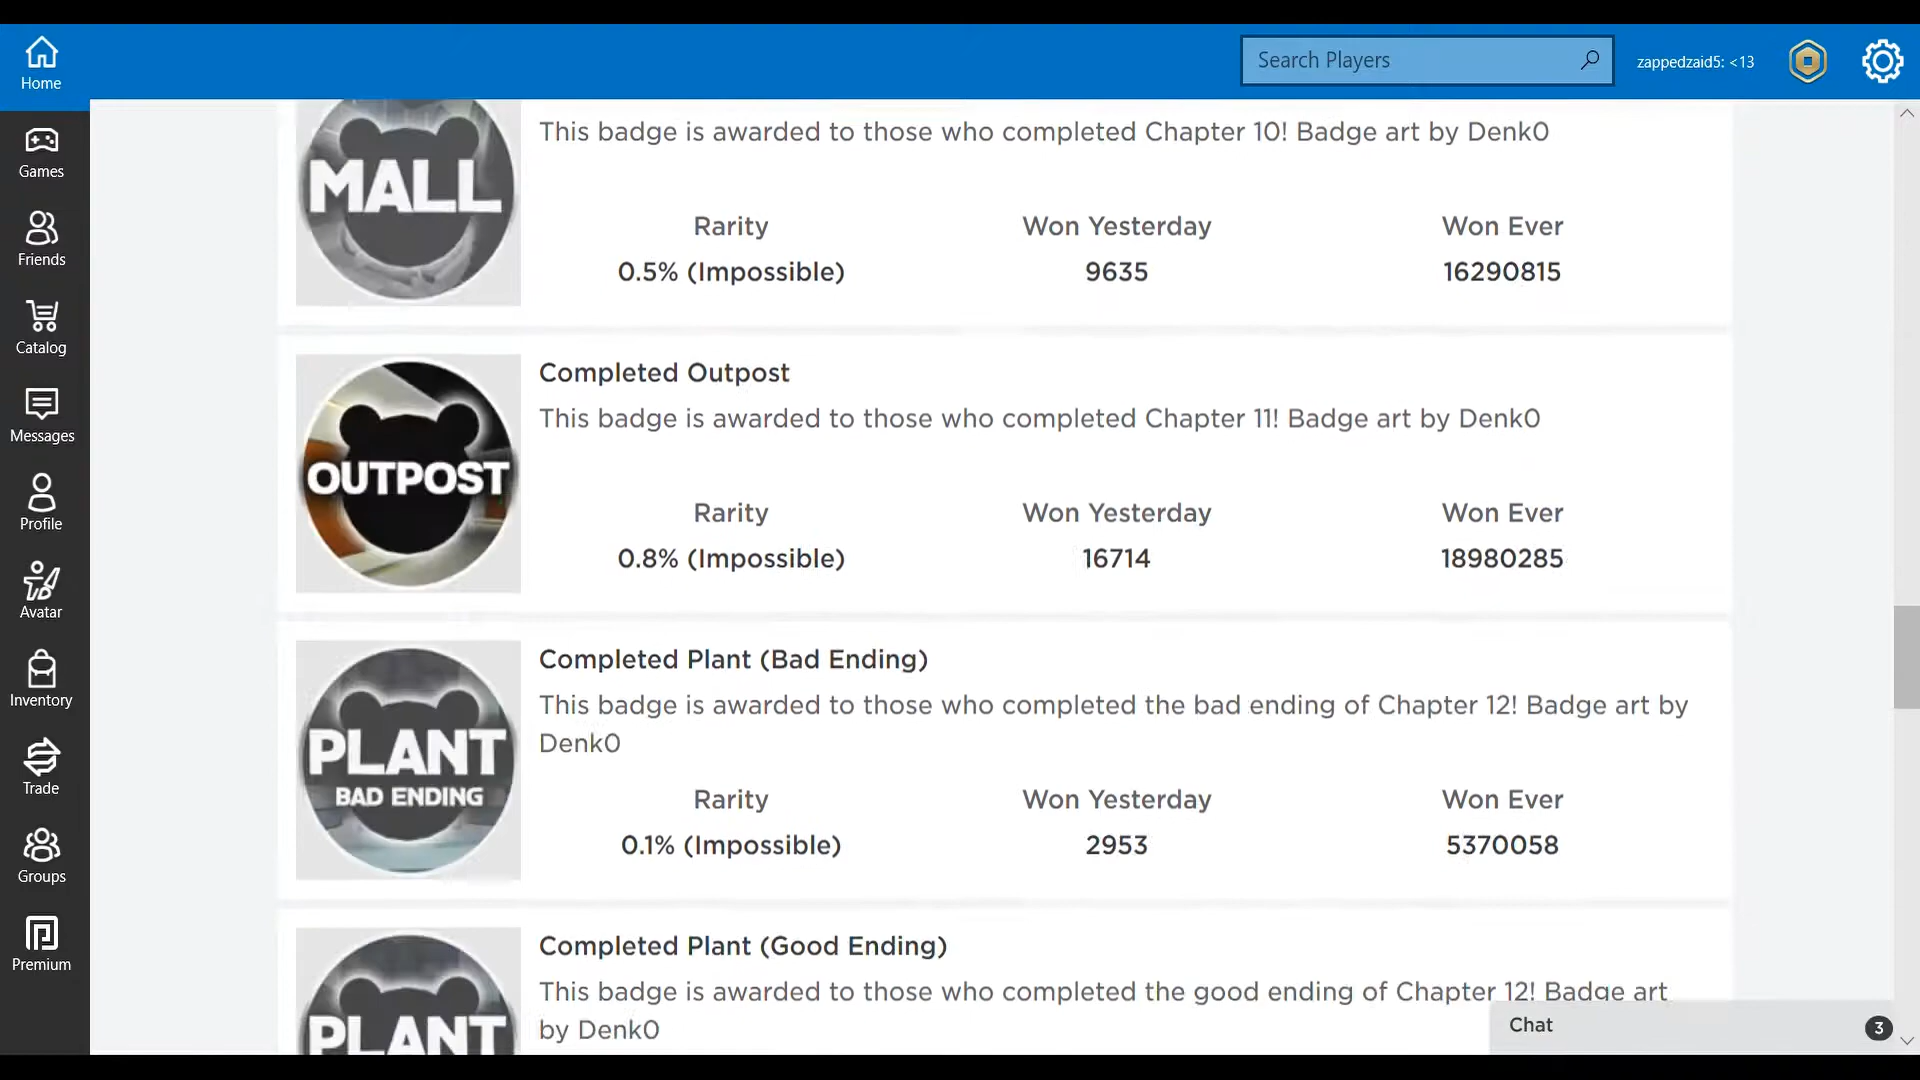 Home
Search Players
zappedzaid5: <13
Games
Friends
Catalog
Messages
Profile
Avatar
Inventory
Trade
Groups
Premium
MALL
This badge is awarded to those who completed Chapter 10! Badge art by Denk0
Rarity Won Yesterday Won Ever
0.5% (Impossible) 9635 16290815
OUTPOST
Completed Outpost
This badge is awarded to those who completed Chapter 11! Badge art by Denk0
Rarity Won Yesterday Won Ever
0.8% (Impossible) 16714 18980285
PLANT
BAD ENDING
Completed Plant (Bad Ending)
This badge is awarded to those who completed the bad ending of Chapter 12! Badge art by
Denk0
Rarity Won Yesterday Won Ever
0.1% (Impossible) 2953 5370058
PLANT
Completed Plant (Good Ending)
This badge is awarded to those who completed the good ending of Chapter 12! Badge art
by Denk0
Chat 3